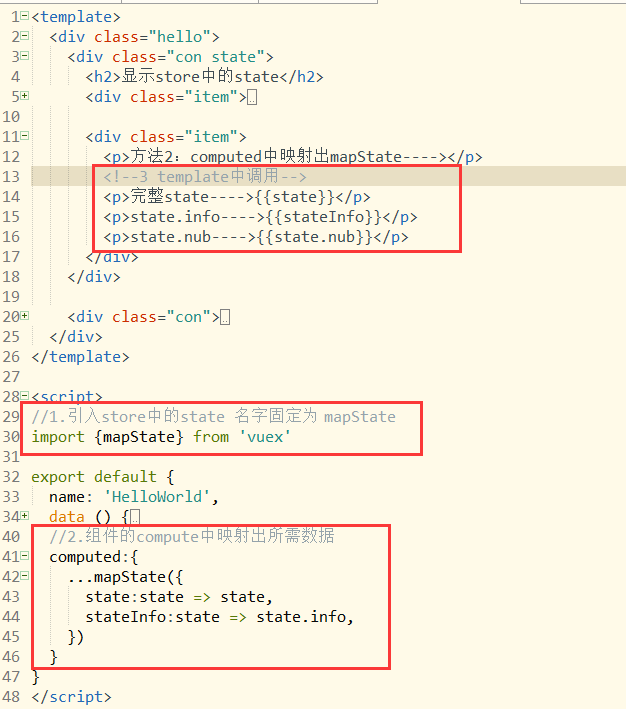 1 <template>
2 <div class="hello">
3 <div class="con state">
4 <h2>显示store中的state</h2>
5 <div class="item">…
10
11 <div class="item">
12 <p>方法2：computed中映射出mapState----></p>
13 <!--3 template中调用-->
14 <p>完整state---->{{state}}</p>
15 <p>state.info---->{{stateInfo}}</p>
16 <p>state.nub---->{{state.nub}}</p>
17 </div>
18 </div>
19
20 <div class="con">…
25 </div>
26 </template>
27
28 <script>
29 //1.引入store中的state 名字固定为 mapState
30 import {mapState} from 'vuex'
31
32 export default {
33 name: 'HelloWorld',
34 data () {…
40 //2.组件的compute中映射出所需数据
41 computed:{
42 ...mapState({
43 state:state => state,
44 stateInfo:state => state.info,
45 })
46 }
47 }
48 </script>